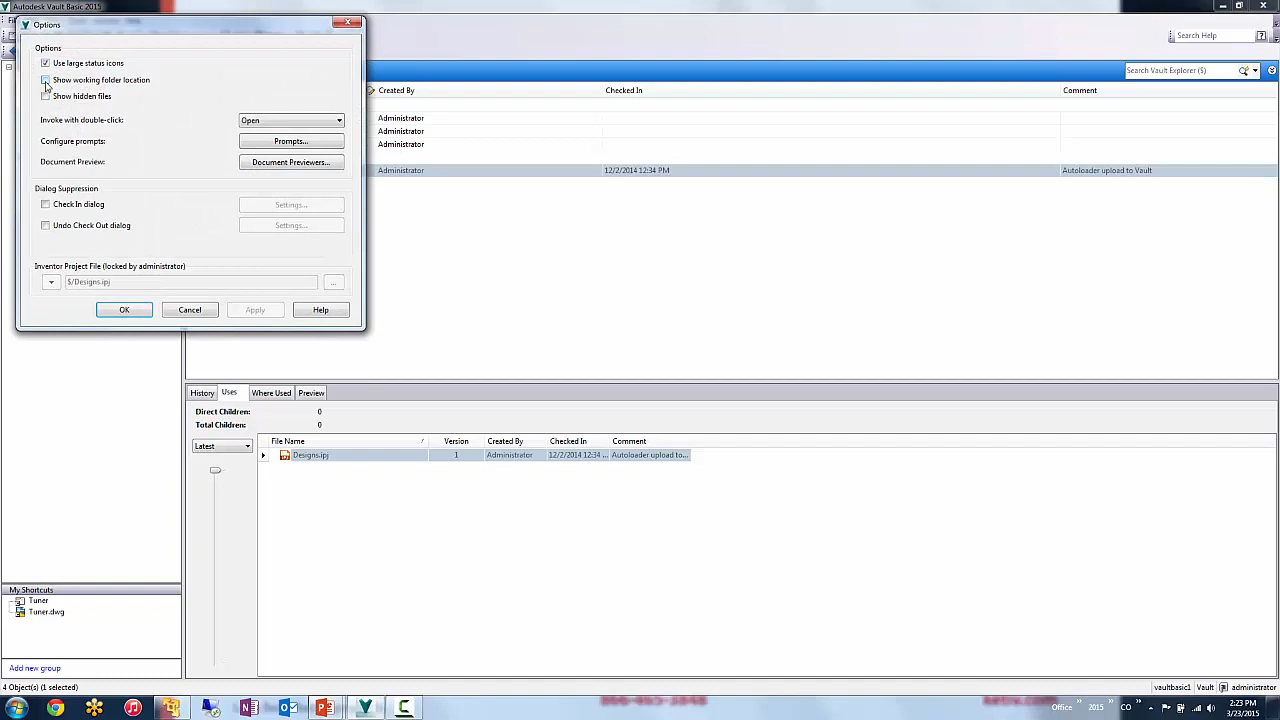 Autodesk Vault Basic 2015
Options
Search Help
Options
Use large status icons
Show working folder location
Show hidden files
Invoke with double-click: Open
Configure prompts: Prompts...
Document Preview: Document Previewers...
Dialog Suppression
Check In dialog Settings...
Undo Check Out dialog Settings...
Inventor Project File (locked by administrator)
$/Designs.ipj ...
OK Cancel Apply Help
Search Vault Explorer ($)
Created By Checked In Comment
Administrator
Administrator
Administrator
Administrator 12/2/2014 12:34 PM Autoloader upload to Vault
History Uses Where Used Preview
Direct Children: 0
Total Children: 0
Latest
File Name Version Created By Checked In Comment
Designs.ipj 1 Administrator 12/2/2014 12:34 ... Autoloader upload to...
My Shortcuts
Tuner
Tuner.dwg
Add new group
4 Object(s) (1 selected)
vaultbasic1 Vault administrator
Office 2015 CO
2:23 PM
3/23/2015